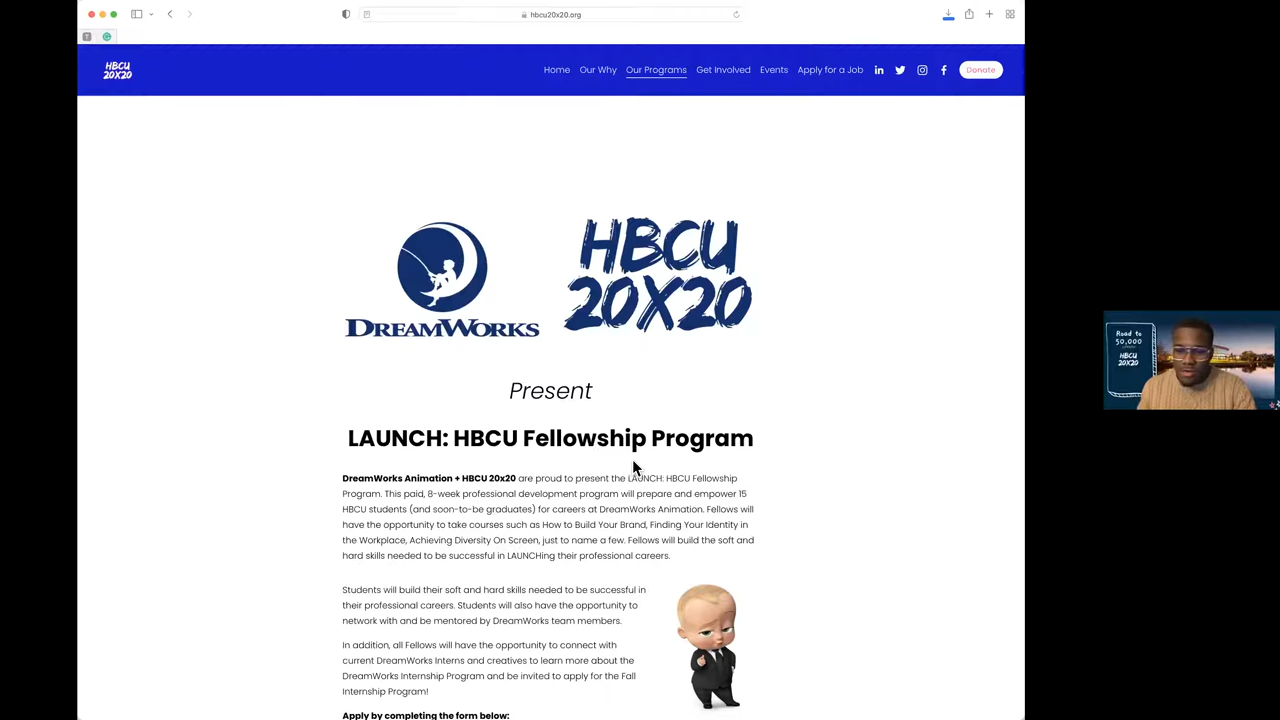 hbcu20x20.org
HBCU
20X20
Home Our Why Our Programs Get Involved Events Apply for a Job Donate
DREAMWORKS
HBCU
20X20
Present
LAUNCH: HBCU Fellowship Program
DreamWorks Animation + HBCU 20x20 are proud to present the LAUNCH: HBCU Fellowship
Program. This paid, 8-week professional development program will prepare and empower 15
HBCU students (and soon-to-be graduates) for careers at DreamWorks Animation. Fellows will
have the opportunity to take courses such as How to Build Your Brand, Finding Your Identity in
the Workplace, Achieving Diversity On Screen, just to name a few. Fellows will build the soft and
hard skills needed to be successful in LAUNCHing their professional careers.
Students will build their soft and hard skills needed to be successful in
their professional careers. Students will also have the opportunity to
network with and be mentored by DreamWorks team members.
In addition, all Fellows will have the opportunity to connect with
current DreamWorks Interns and creatives to learn more about the
DreamWorks Internship Program and be invited to apply for the Fall
Internship Program!
Apply by completing the form below:
Road to
50,000
HBCU
20X20